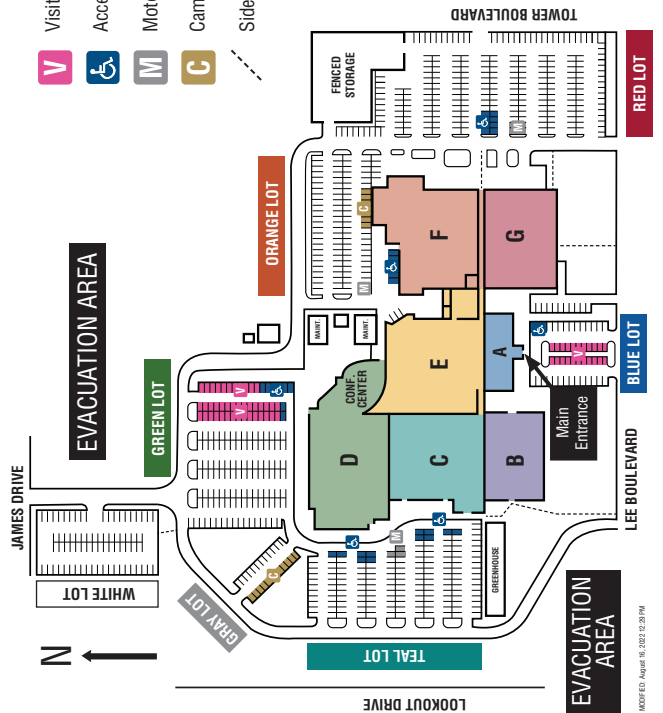 V Visit
Acce
M Mot
C Cam
Side
TOWER BOULEVARD
FENCED
STORAGE
RED LOT
ORANGE LOT
EVACUATION AREA
GREEN LOT
JAMES DRIVE
WHITE LOT
GRAY LOT
N
TEAL LOT
LOOKOUT DRIVE
EVACUATION
AREA
LEE BOULEVARD
BLUE LOT
Main
Entrance
GREENHOUSE
MAINT.
MAINT.
CONF.
CENTER
A
B
C
D
E
F
G
V
V
V
C
C
M
M
M
MODIFIED: August 16, 2022 12:29 PM